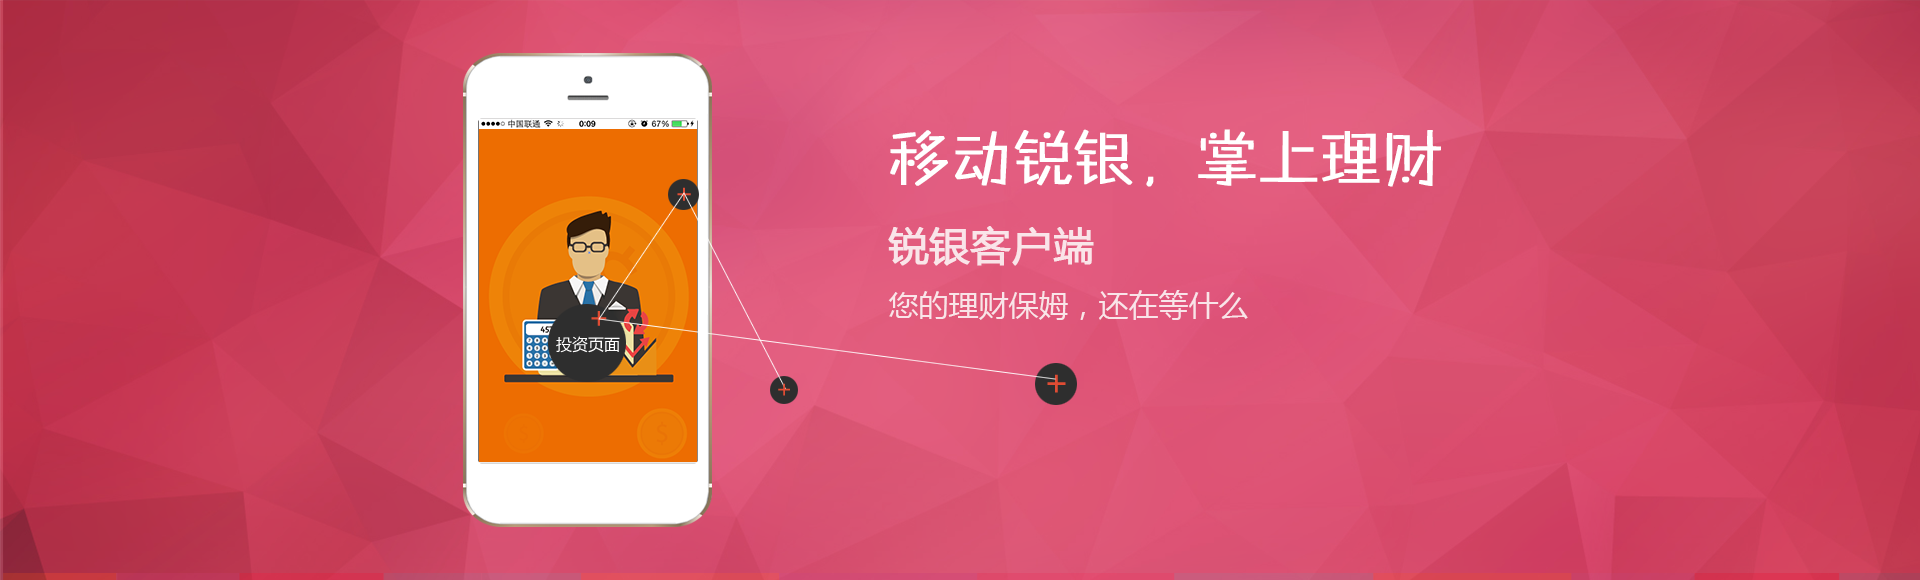 中国联通 0:09 67%
45
投资页面
移动锐银，掌上理财
锐银客户端
您的理财保姆，还在等什么